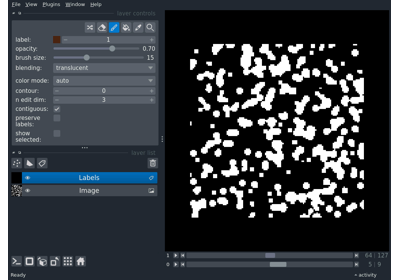 File View Plugins Window Help
layer controls
label: 1
opacity: 0.70
brush size: 15
blending: translucent
color mode: auto
contour: 0
n edit dim: 3
contiguous:
preserve
labels:
show
selected:
layer list
Labels
Image
1 64 127
0 5 9
Ready
activity